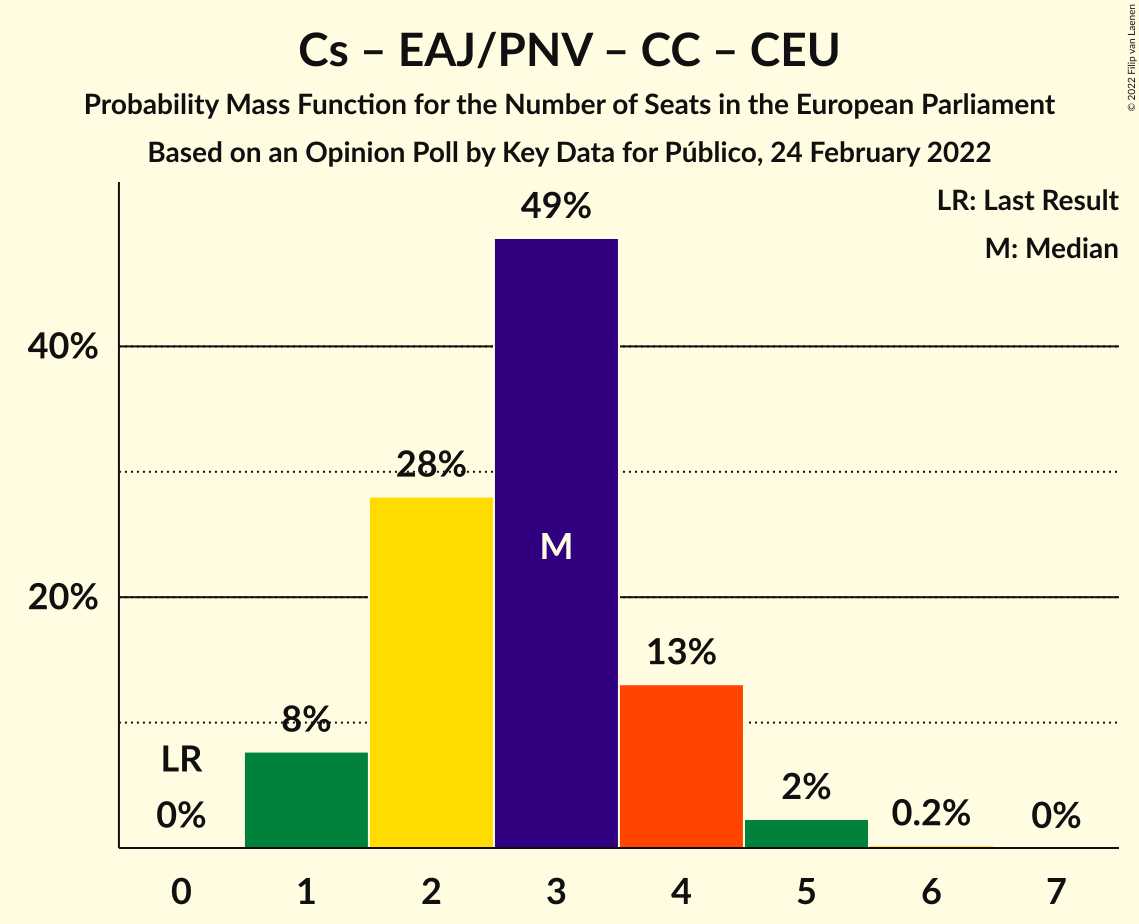 Cs – EAJ/PNV – CC – CEU
Probability Mass Function for the Number of Seats in the European Parliament
Based on an Opinion Poll by Key Data for Público, 24 February 2022
© 2022 Filip van Laenen
LR: Last Result
M: Median
49%
40%
28%
M
20%
13%
8%
LR
0%
2%
0.2%
0%
0 1 2 3 4 5 6 7